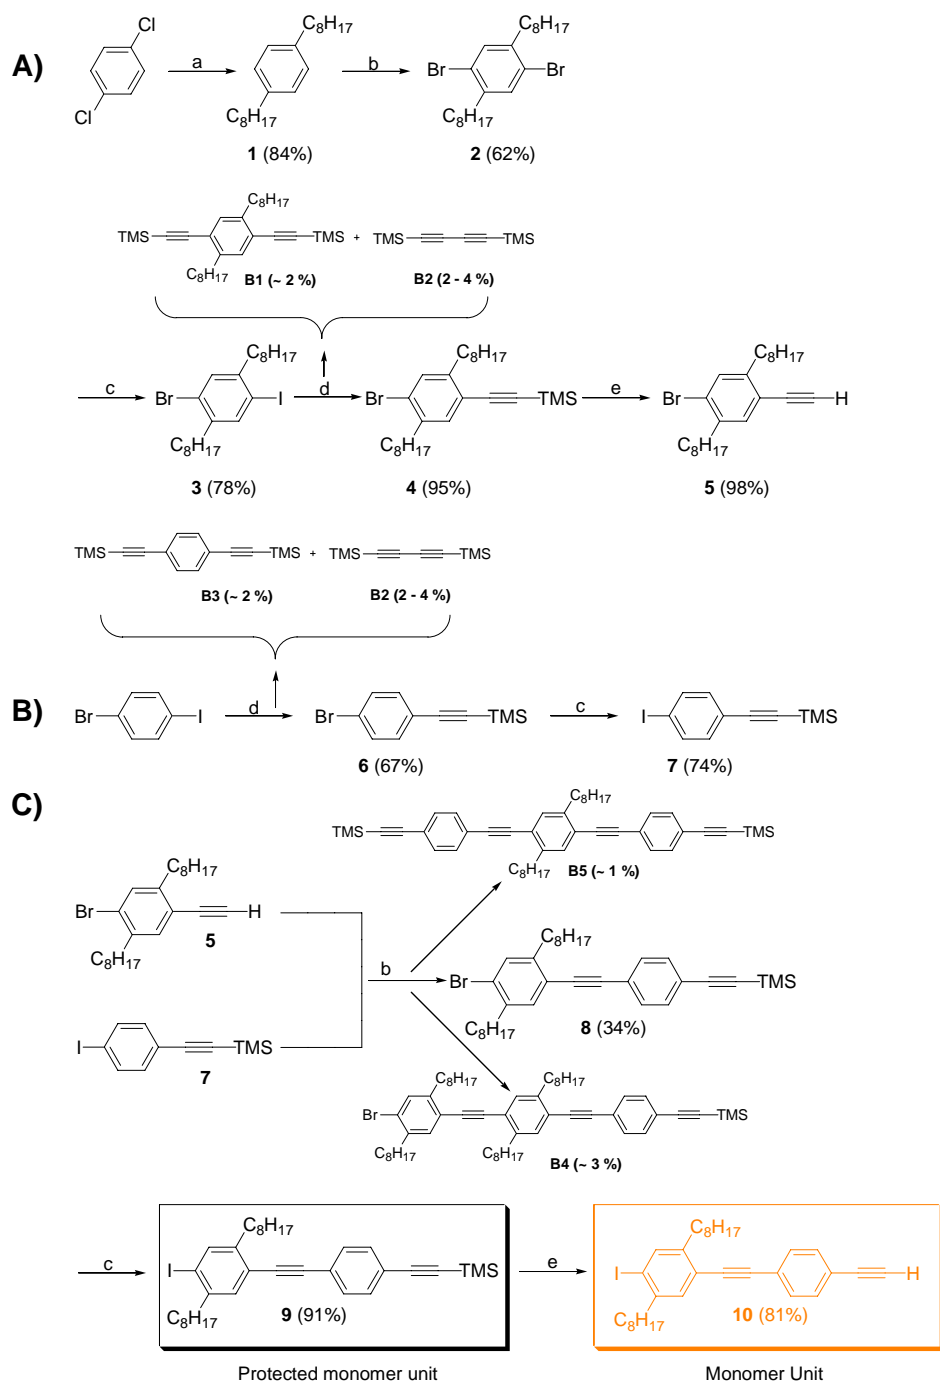 A)
Cl
Cl
a
C8H17
C8H17
1 (84%)
b
C8H17
Br
Br
C8H17
2 (62%)
C8H17
TMS
TMS
C8H17
B1 (~ 2 %)
+
TMS
TMS
B2 (2 - 4 %)
c
C8H17
Br
I
C8H17
3 (78%)
d
C8H17
Br
TMS
C8H17
4 (95%)
e
C8H17
Br
H
C8H17
5 (98%)
TMS
TMS
B3 (~ 2 %)
+
TMS
TMS
B2 (2 - 4 %)
B)
Br
I
d
Br
TMS
6 (67%)
c
I
TMS
7 (74%)
C)
C8H17
TMS
TMS
C8H17
B5 (~ 1 %)
C8H17
Br
H
C8H17
5
b
C8H17
Br
TMS
C8H17
8 (34%)
I
TMS
7
C8H17
C8H17
Br
TMS
C8H17
C8H17
B4 (~ 3 %)
c
C8H17
I
TMS
C8H17
9 (91%)
e
C8H17
I
H
C8H17
10 (81%)
Protected monomer unit
Monomer Unit